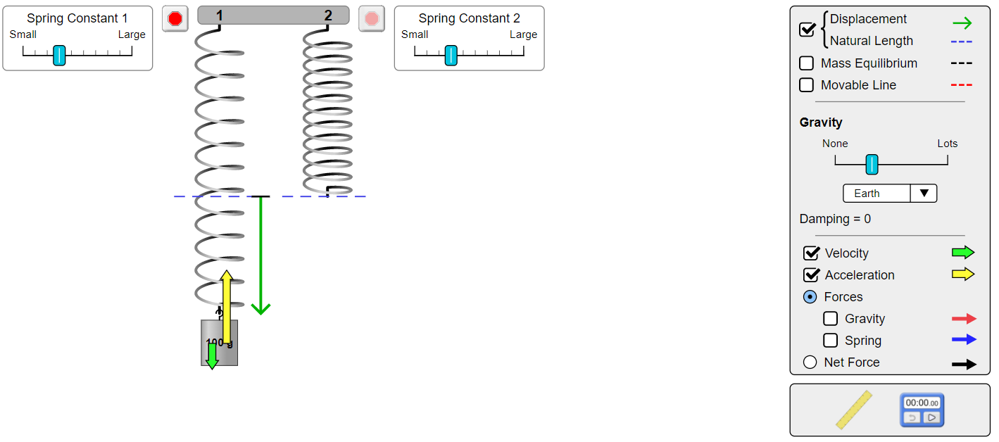 Spring Constant 1
Small Large
1 2
Spring Constant 2
Small Large
100 g
Displacement
Natural Length
Mass Equilibrium
Movable Line
Gravity
None Lots
Earth
Damping = 0
Velocity
Acceleration
Forces
Gravity
Spring
Net Force
00:00.00